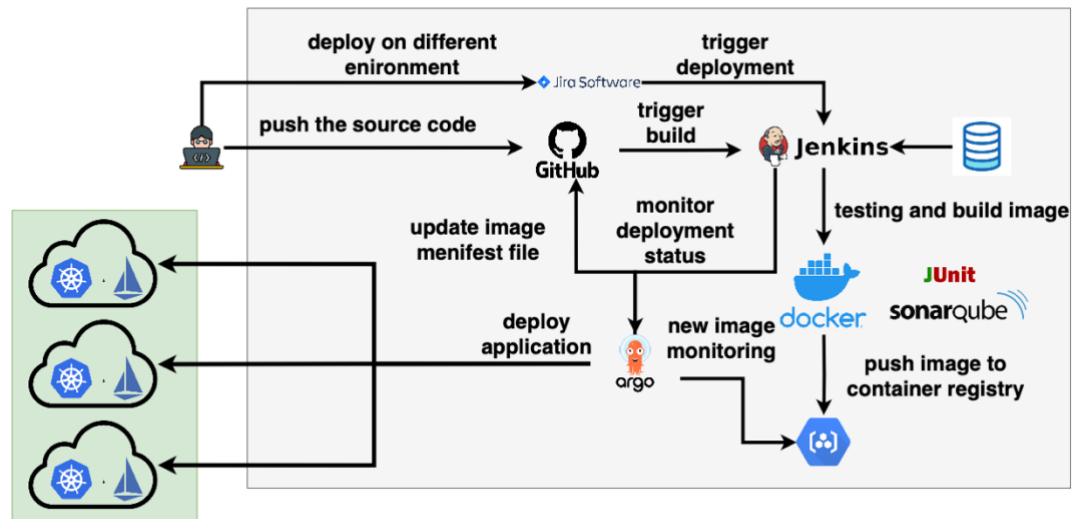 deploy on different
enironment
trigger
deployment
Jira Software
push the source code
GitHub
trigger
build
Jenkins
update image
menifest file
monitor
deployment
status
testing and build image
docker
JUnit
sonarqube
deploy
application
argo
new image
monitoring
push image to
container registry